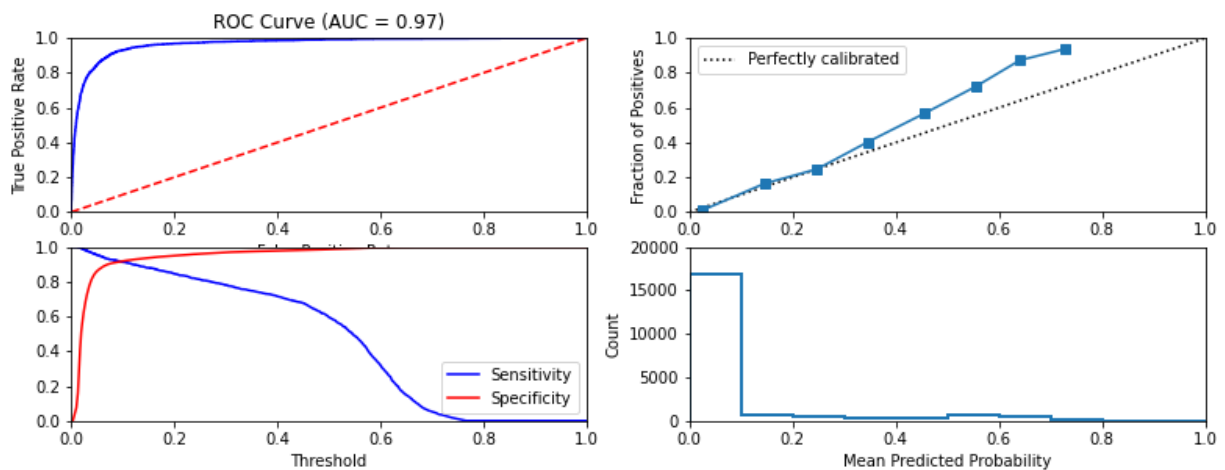 ROC Curve (AUC = 0.97)
True Positive Rate
1.0
0.8
0.6
0.4
0.2
0.0
0.0 0.2 0.4 0.6 0.8 1.0
Perfectly calibrated
Fraction of Positives
1.0
0.8
0.6
0.4
0.2
0.0
0.0 0.2 0.4 0.6 0.8 1.0
1.0
0.8
0.6
0.4
0.2
0.0
Sensitivity
Specificity
0.0 0.2 0.4 0.6 0.8 1.0
Threshold
Count
20000
15000
10000
5000
0
0.0 0.2 0.4 0.6 0.8 1.0
Mean Predicted Probability